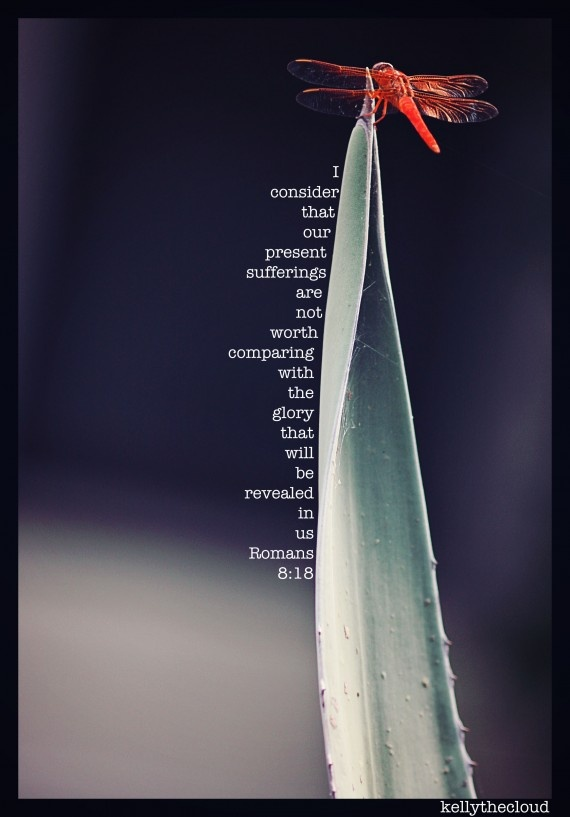 I
consider
that
our
present
sufferings
are
not
worth
comparing
with
the
glory
that
will
be
revealed
in
us
Romans
8:18
kellythecloud